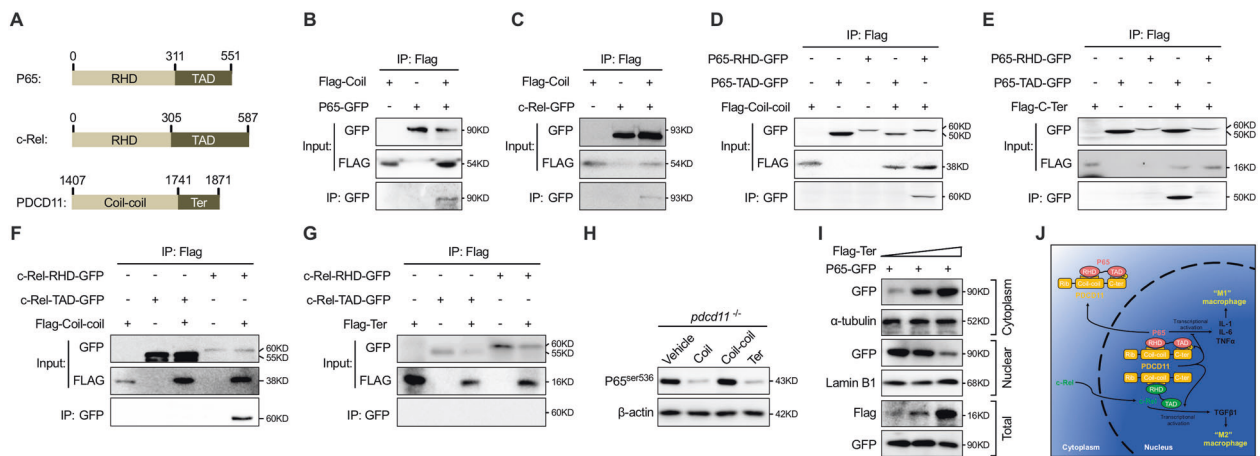 A
0 311 551
P65: RHD TAD
0 305 587
c-Rel: RHD TAD
1407 1741 1871
PDCD11: Coil-coil Ter
B
IP: Flag
Flag-Coil + - +
P65-GFP - + +
Input: GFP 90KD
FLAG 54KD
IP: GFP 90KD
C
IP: Flag
Flag-Coil + - +
c-Rel-GFP - + +
Input: GFP 93KD
FLAG 54KD
IP: GFP 93KD
D
IP: Flag
P65-RHD-GFP - - + - +
P65-TAD-GFP - + - + -
Flag-Coil-coil + - - + +
Input: GFP 60KD
50KD
FLAG 38KD
IP: GFP 60KD
E
IP: Flag
P65-RHD-GFP - - + - +
P65-TAD-GFP - + - + -
Flag-C-Ter + - - + +
Input: GFP 60KD
50KD
FLAG 16KD
IP: GFP 50KD
F
IP: Flag
c-Rel-RHD-GFP - - - + +
c-Rel-TAD-GFP - + + - -
Flag-Coil-coil + - + - +
Input: GFP 60KD
55KD
FLAG 38KD
IP: GFP 60KD
G
IP: Flag
c-Rel-RHD-GFP - - - + +
c-Rel-TAD-GFP - + + - -
Flag-Ter + - + - +
Input: GFP 60KD
55KD
FLAG 16KD
IP: GFP 60KD
H
pdcd11 -/-
Vehicle Coil Coil-coil Ter
P65ser536 43KD
β-actin 42KD
I
Flag-Ter
P65-GFP + + +
GFP 90KD
α-tubulin 52KD
Cytoplasm
GFP 90KD
Lamin B1 68KD
Nuclear
Flag 16KD
GFP 90KD
Total
J
P65
RHD TAD
Rib Coil-coil C-ter
"M1"
macrophage
Transcriptional
activation
IL-1
IL-6
TNFα
P65
RHD TAD
Rib Coil-coil C-ter
PDCD11
Rib Coil-coil C-ter
RHD
TAD
c-Rel
Transcriptional
activation
TGFβ1
"M2"
macrophage
Cytoplasm Nucleus